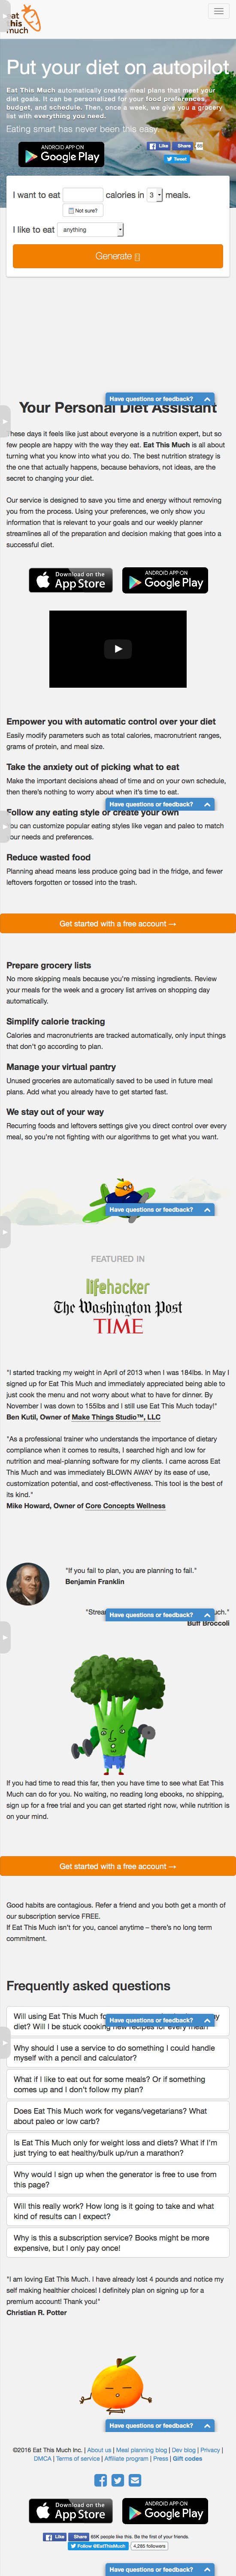 Eat
This
Much
Put your diet on autopilot
Eat This Much automatically creates meal plans that meet your
diet goals. It can be personalized for your food preferences,
budget, and schedule. Then, once a week, we give you a grocery
list with everything you need.
Eating smart has never been this easy.
ANDROID APP ON
Google Play
Like Share
Tweet
I want to eat calories in 3 meals.
Not sure?
I like to eat anything
Generate
Have questions or feedback?
Your Personal Diet Assistant
These days it feels like just about everyone is a nutrition expert, but so
few people are happy with the way they eat. Eat This Much is all about
turning what you know into what you do. The best nutrition strategy is
the one that actually happens, because behaviors, not ideas, are the
secret to changing your diet.
Our service is designed to save you time and energy without removing
you from the process. Using your preferences, we only show you
information that is relevant to your goals and our weekly planner
streamlines all of the preparation and decision making that goes into a
successful diet.
Download on the
App Store
ANDROID APP ON
Google Play
Empower you with automatic control over your diet
Easily modify parameters such as total calories, macronutrient ranges,
grams of protein, and meal size.
Take the anxiety out of picking what to eat
Make the important decisions ahead of time and on your own schedule,
then there's nothing to worry about when it's time to eat.
Have questions or feedback?
Follow any eating style or create your own
You can customize popular eating styles like vegan and paleo to match
your needs and preferences.
Reduce wasted food
Planning ahead means less produce going bad in the fridge, and fewer
leftovers forgotten or tossed into the trash.
Get started with a free account →
Prepare grocery lists
No more skipping meals because you're missing ingredients. Review
your meals for the week and a grocery list arrives on shopping day
automatically.
Simplify calorie tracking
Calories and macronutrients are tracked automatically, only input things
that don't go according to plan.
Manage your virtual pantry
Unused groceries are automatically saved to be used in future meal
plans. Add what you already have to get started fast.
We stay out of your way
Recurring foods and leftovers settings give you direct control over every
meal, so you're not fighting with our algorithms to get what you want.
Have questions or feedback?
FEATURED IN
lifehacker
The Washington Post
TIME
"I started tracking my weight in April of 2013 when I was 184lbs. In May I
signed up for Eat This Much and immediately appreciated being able to
just cook the menu and not worry about what to have for dinner. By
November I was down to 155lbs and I still use Eat This Much today!"
Ben Kutil, Owner of Make Things Studio™, LLC
"As a professional trainer who understands the importance of dietary
compliance when it comes to results, I searched high and low for
nutrition and meal-planning software for my clients. I came across Eat
This Much and was immediately BLOWN AWAY by its ease of use,
customization potential, and cost-effectiveness. This tool is the best of
its kind."
Mike Howard, Owner of Core Concepts Wellness
"If you fail to plan, you are planning to fail."
Benjamin Franklin
Have questions or feedback?
Buff Broccoli
If you had time to read this far, then you have time to see what Eat This
Much can do for you. No waiting, no reading long ebooks, no shipping,
sign up for a free trial and you can get started right now, while nutrition is
on your mind.
Get started with a free account →
Good habits are contagious. Refer a friend and you both get a month of
our subscription service FREE.
If Eat This Much isn't for you, cancel anytime – there's no long term
commitment.
Frequently asked questions
Have questions or feedback?
diet? Will I be stuck cooking new recipes for every meal?
Why should I use a service to do something I could handle
myself with a pencil and calculator?
What if I like to eat out for some meals? Or if something
comes up and I don't follow my plan?
Does Eat This Much work for vegans/vegetarians? What
about paleo or low carb?
Is Eat This Much only for weight loss and diets? What if I'm
just trying to eat healthy/bulk up/run a marathon?
Why would I sign up when the generator is free to use from
this page?
Will this really work? How long is it going to take and what
kind of results can I expect?
Why is this a subscription service? Books might be more
expensive, but I only pay once!
"I am loving Eat This Much. I have already lost 4 pounds and notice my
self making healthier choices! I definitely plan on signing up for a
premium account! Thank you!"
Christian R. Potter
Have questions or feedback?
©2016 Eat This Much Inc. | About us | Meal planning blog | Dev blog | Privacy |
DMCA | Terms of service | Affiliate program | Press | Gift codes
Download on the
App Store
ANDROID APP ON
Google Play
Like Share 85K people like this. Be the first of your friends.
Follow @EatThisMuch 4,285 followers
Have questions or feedback?